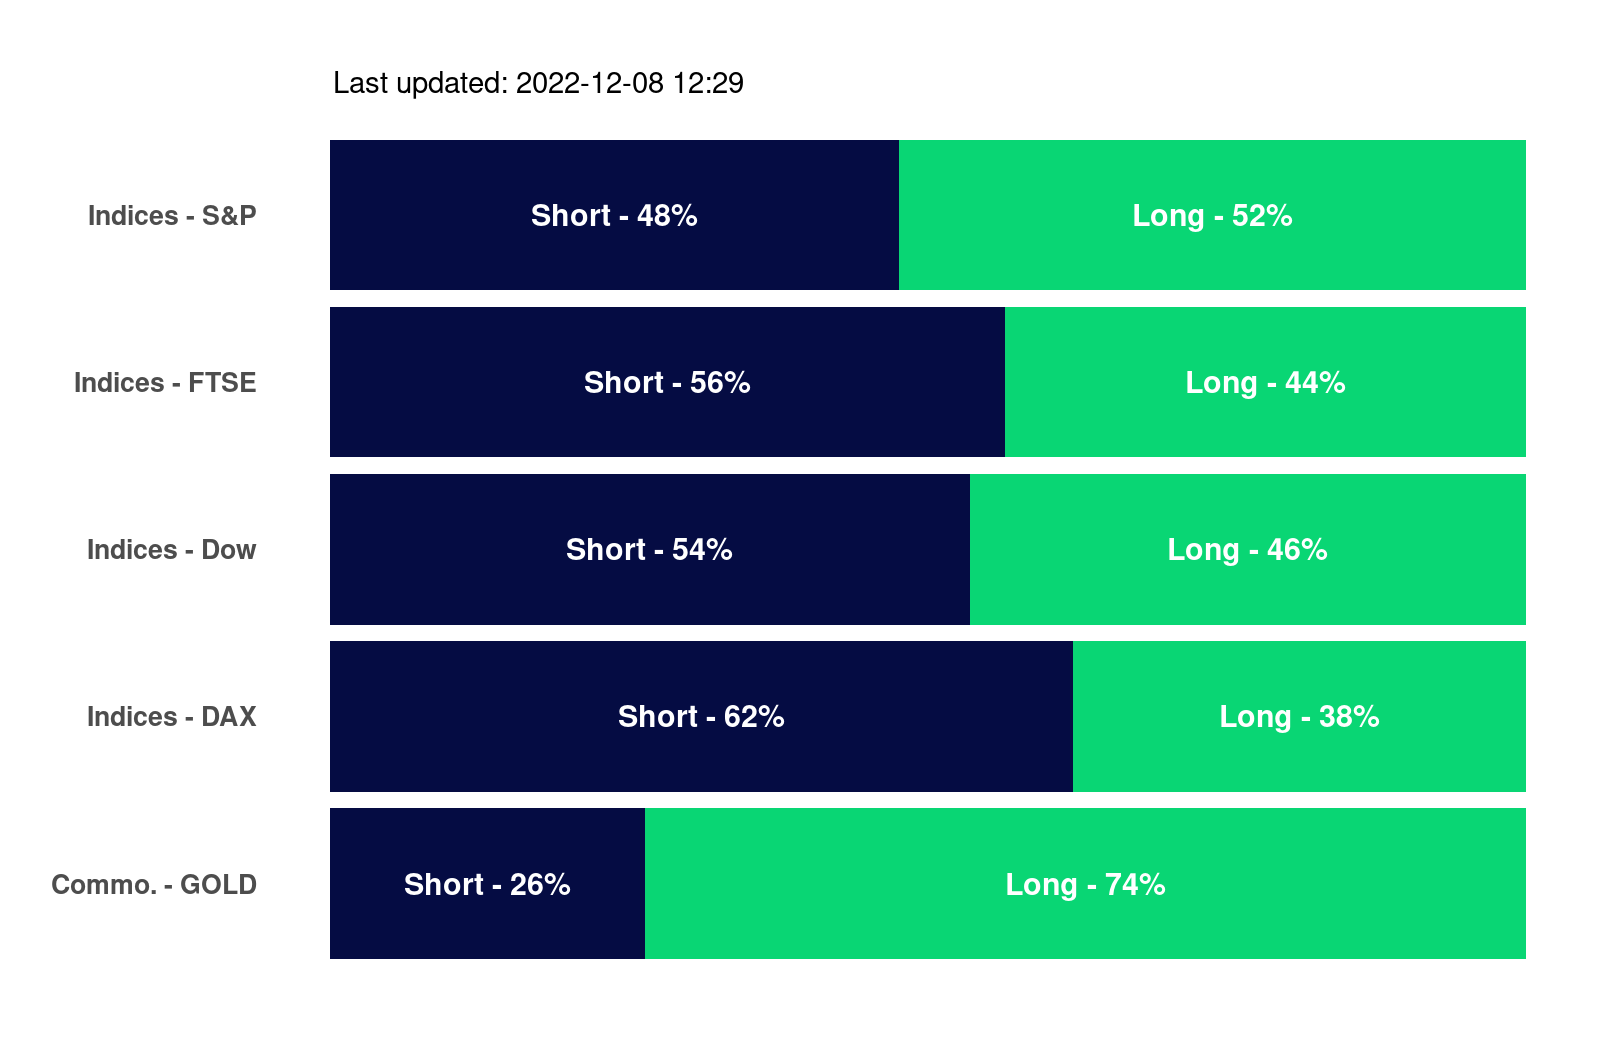 Last updated: 2022-12-08 12:29
Indices - S&P Short - 48% Long - 52%
Indices - FTSE Short - 56% Long - 44%
Indices - Dow Short - 54% Long - 46%
Indices - DAX Short - 62% Long - 38%
Commo. - GOLD Short - 26% Long - 74%